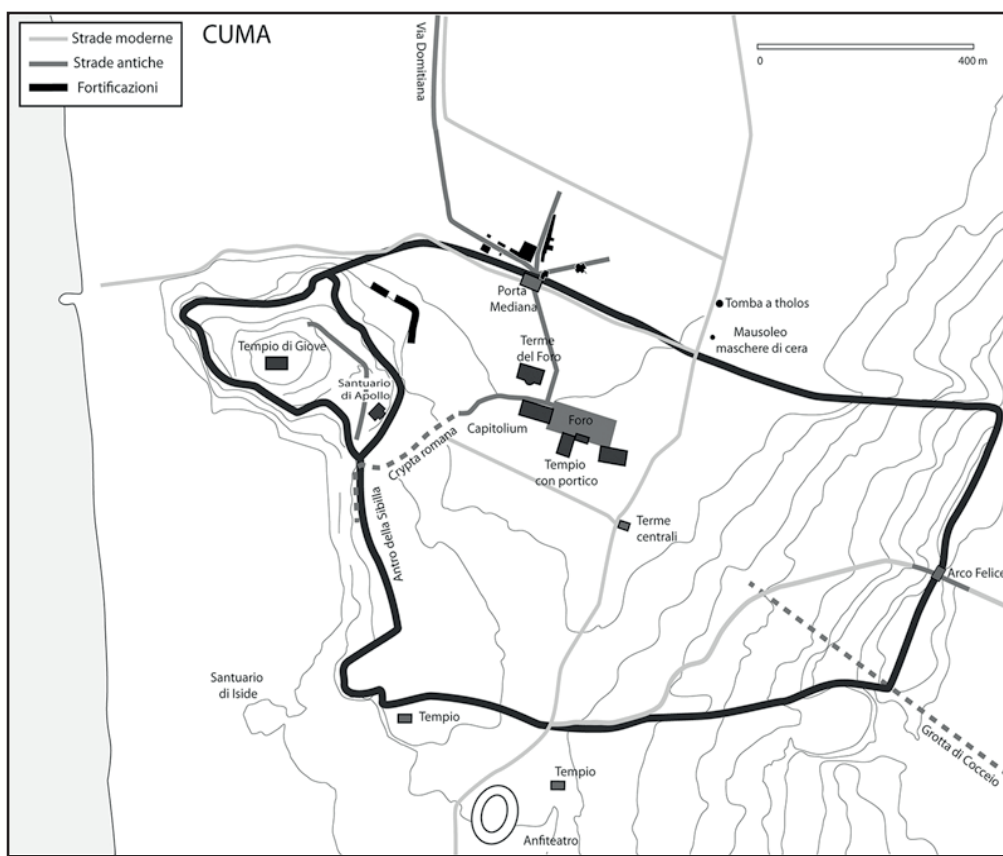 CUMA
Strade moderne
Strade antiche
Fortificazioni
0
400 m
Via Domitiana
Porta
Mediana
Tomba a tholos
Mausoleo
maschere di cera
Terme
del Foro
Tempio di Giove
Santuario
di Apollo
Capitolium
Foro
Crypta romana
Tempio
con portico
Antro della Sibilla
Terme
centrali
Arco Felice
Santuario
di Iside
Tempio
Grotta di Cocceio
Tempio
Anfiteatro